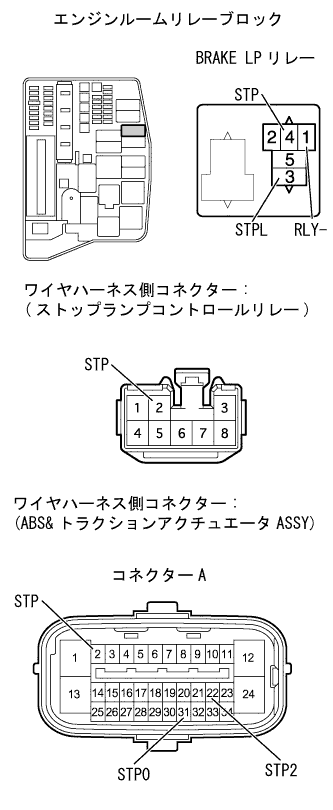 エンジンルームリレーブロック
BRAKE LP リレー
STP
2 4 1
5
3
STPL RLY-
ワイヤハーネス側コネクター:
(ストップランプコントロールリレー)
STP
1 2 3
4 5 6 7 8
ワイヤハーネス側コネクター:
(ABS&トラクションアクチュエータ ASSY)
コネクターA
STP
1 2 3 4 5 6 7 8 9 10 11 12
13 14 15 16 17 18 19 20 21 22 23 24
25 26 27 28 29 30 31 32 33 34
STPO STP2